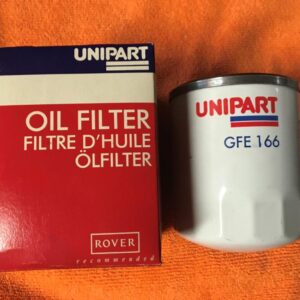 UNIPART
OIL FILTER
FILTRE D'HUILE
ÖLFILTER
ROVER
recommended
UNIPART
GFE 166